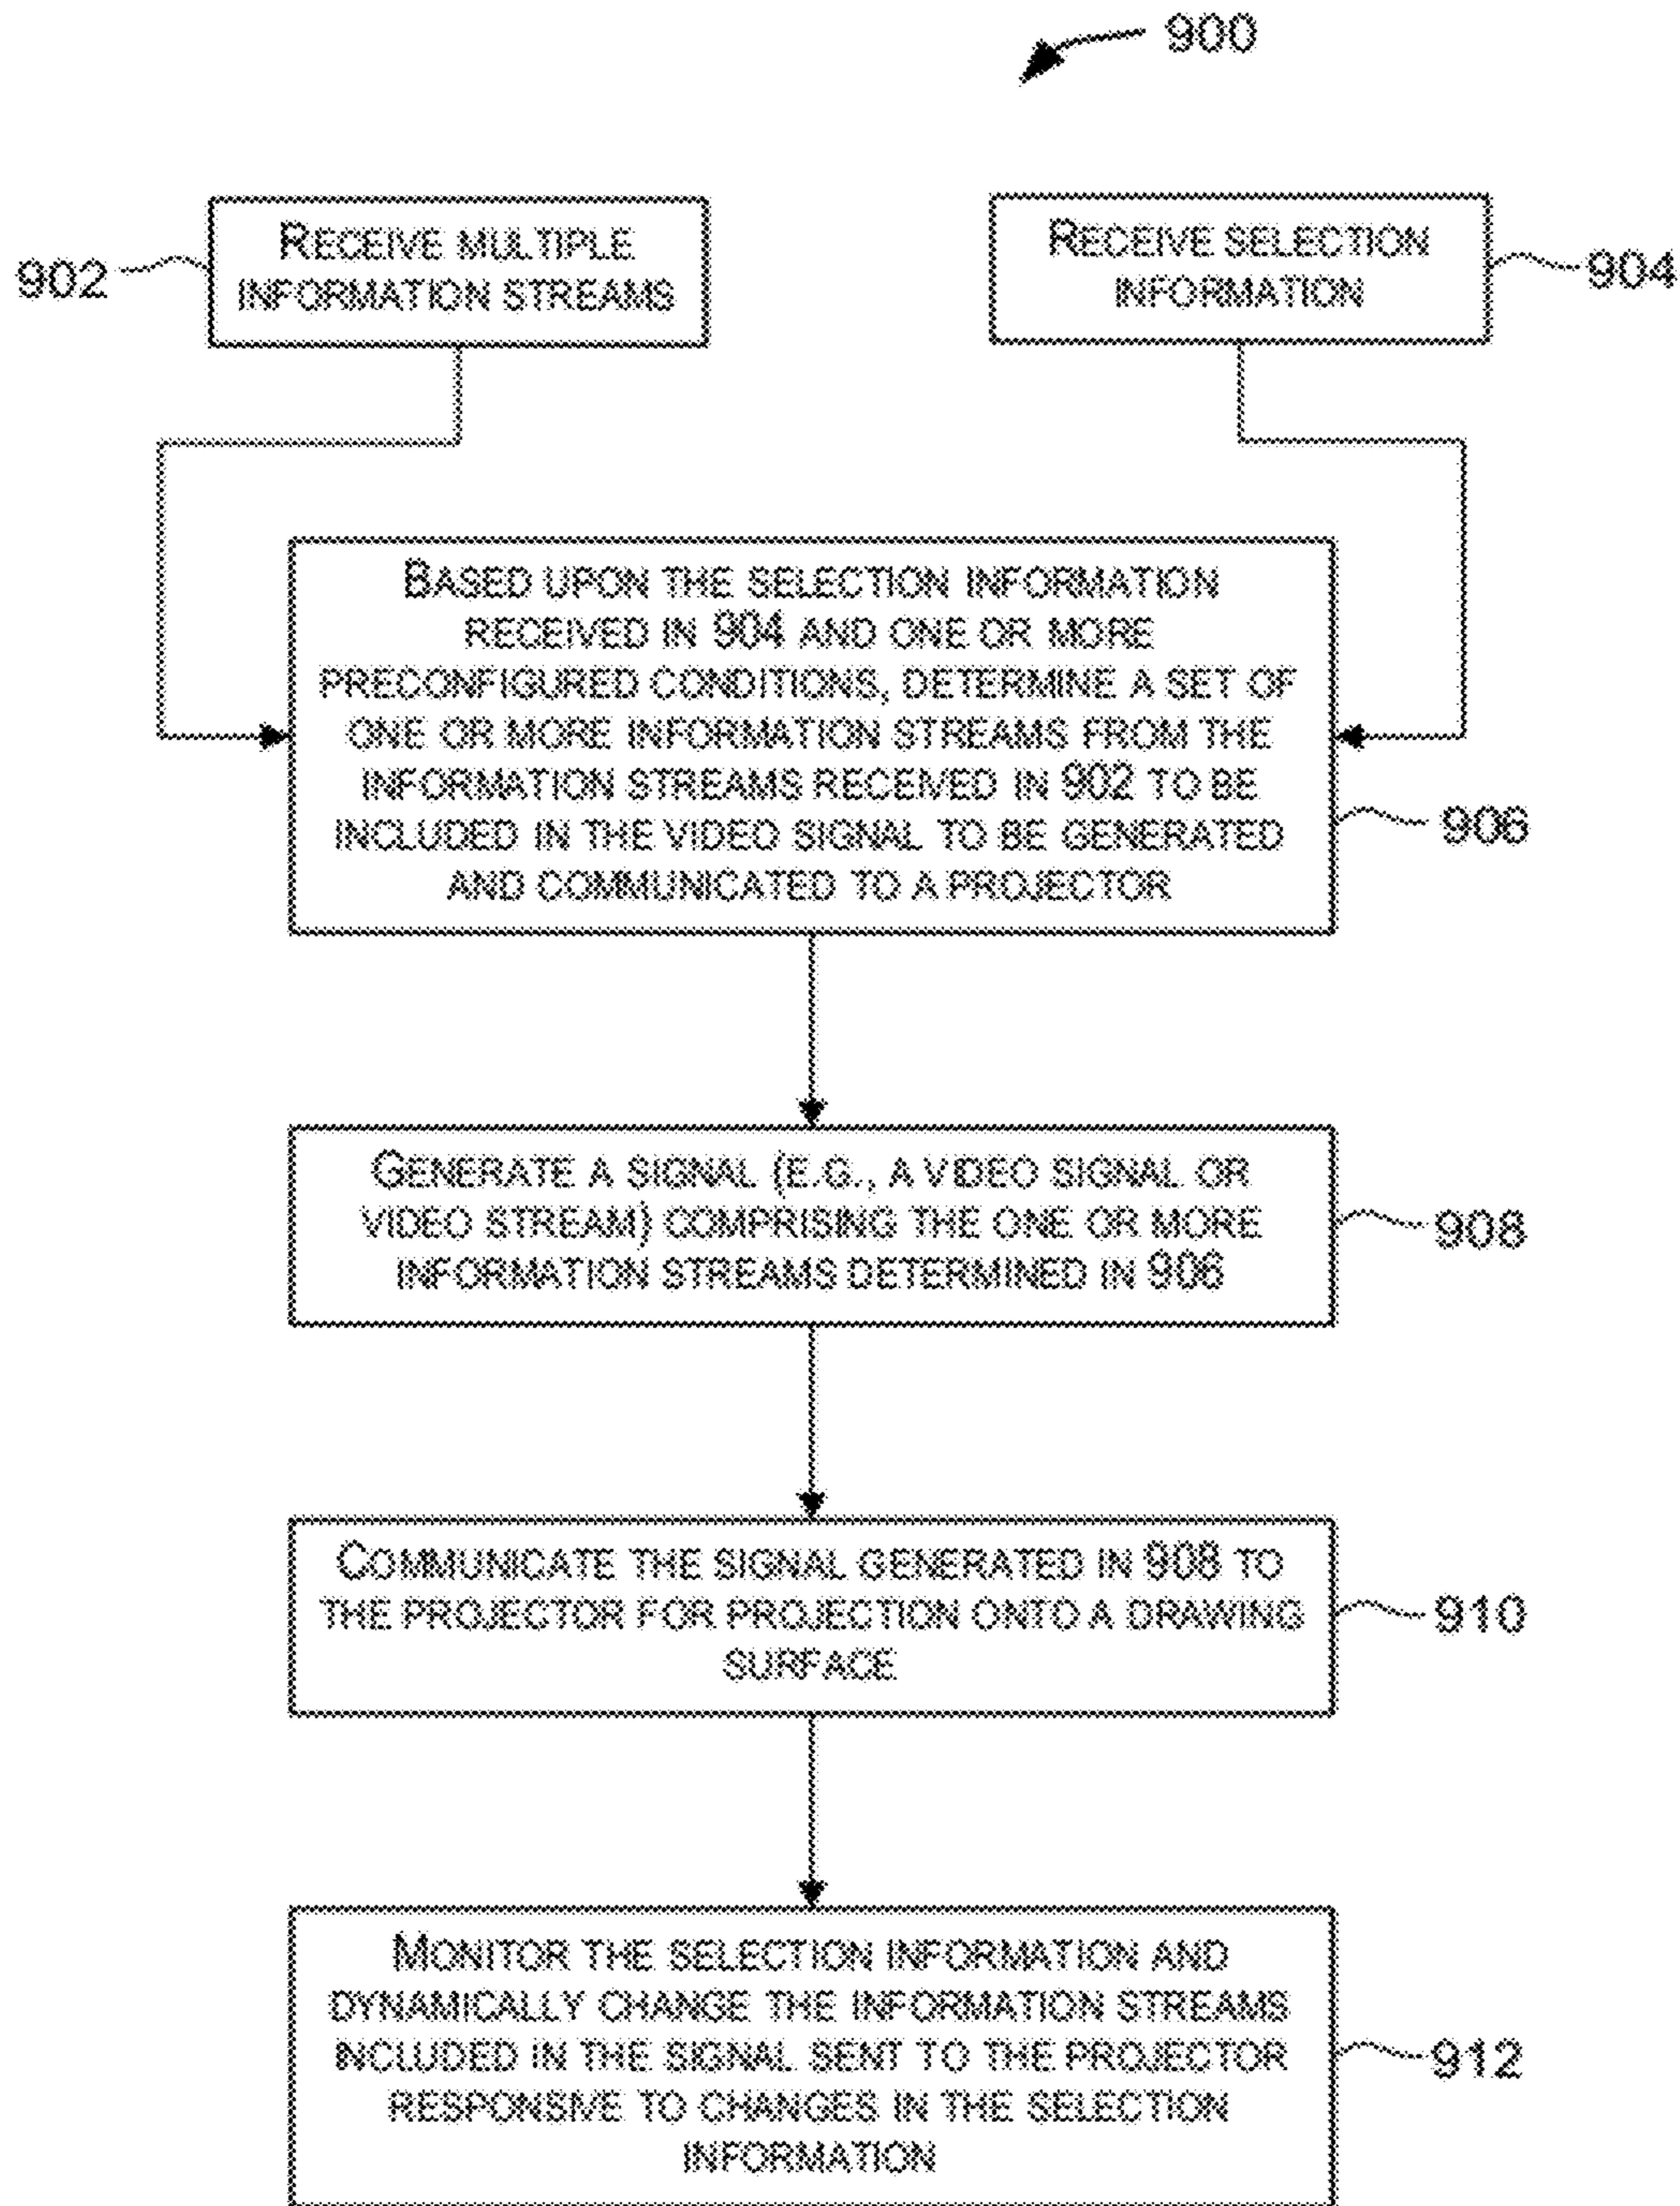 900
RECEIVE MULTIPLE
INFORMATION STREAMS
902
RECEIVE SELECTION
INFORMATION
904
BASED UPON THE SELECTION INFORMATION
RECEIVED IN 904 AND ONE OR MORE
PRECONFIGURED CONDITIONS, DETERMINE A SET OF
ONE OR MORE INFORMATION STREAMS FROM THE
INFORMATION STREAMS RECEIVED IN 902 TO BE
INCLUDED IN THE VIDEO SIGNAL TO BE GENERATED
AND COMMUNICATED TO A PROJECTOR
906
GENERATE A SIGNAL (E.G., A VIDEO SIGNAL OR
VIDEO STREAM) COMPRISING THE ONE OR MORE
INFORMATION STREAMS DETERMINED IN 906
908
COMMUNICATE THE SIGNAL GENERATED IN 908 TO
THE PROJECTOR FOR PROJECTION ONTO A DRAWING
SURFACE
910
MONITOR THE SELECTION INFORMATION AND
DYNAMICALLY CHANGE THE INFORMATION STREAMS
INCLUDED IN THE SIGNAL SENT TO THE PROJECTOR
RESPONSIVE TO CHANGES IN THE SELECTION
INFORMATION
912